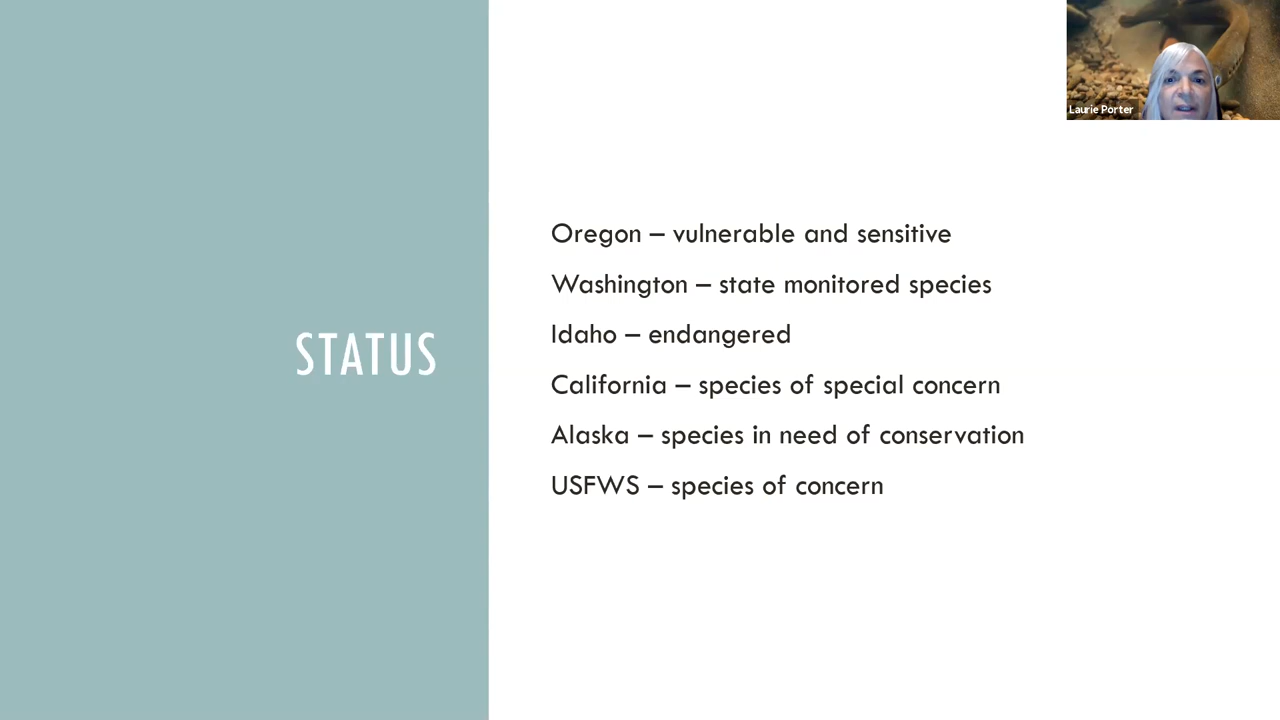 Laurie Porter
STATUS
Oregon – vulnerable and sensitive
Washington – state monitored species
Idaho – endangered
California – species of special concern
Alaska – species in need of conservation
USFWS – species of concern